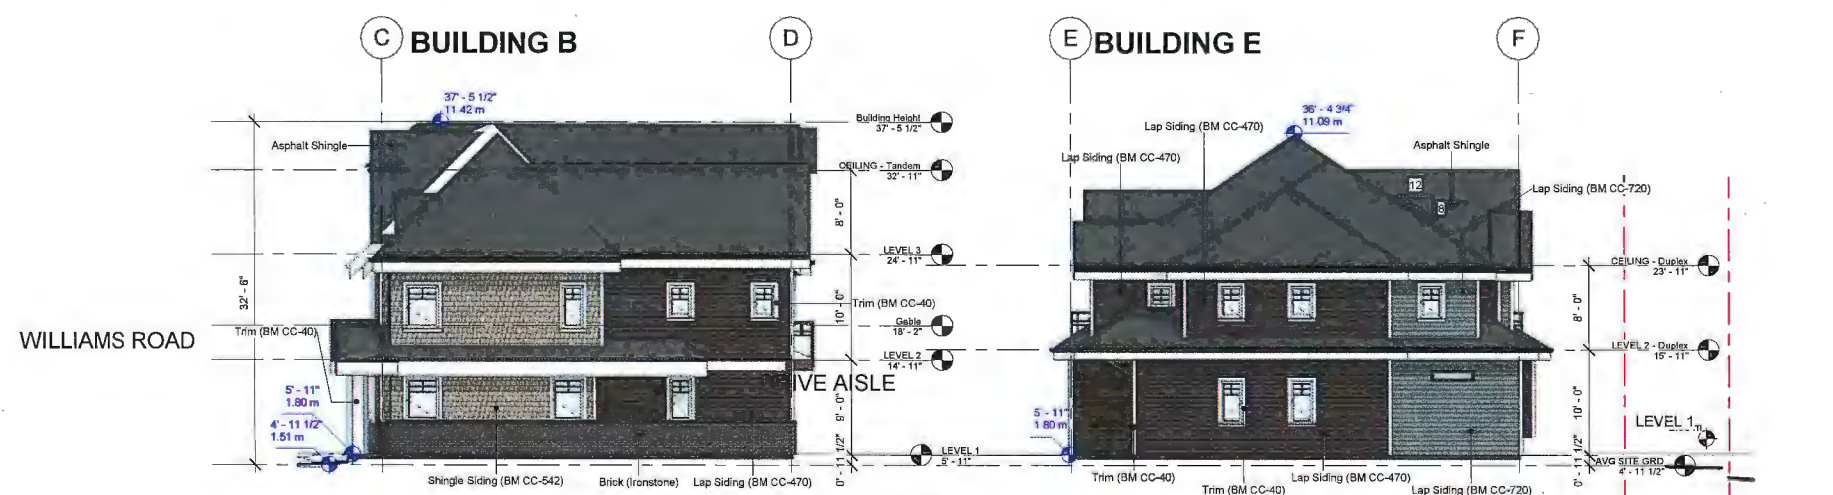 C BUILDING B D E BUILDING E F
37' - 5 1/2"
11.42 m
36' - 4 3/4"
11.09 m
Building Height
37' - 5 1/2"
Asphalt Shingle
Lap Siding (BM CC-470)
Lap Siding (BM CC-470)
Asphalt Shingle
CEILING - Tandem
32' - 11"
12
8
Lap Siding (BM CC-720)
8' - 0"
LEVEL 3
24' - 11"
CEILING - Duplex
23' - 11"
32' - 6"
10' - 0"
8' - 0"
Trim (BM CC-40)
Gable
18' - 2"
WILLIAMS ROAD
Trim (BM CC-40)
LEVEL 2
14' - 11"
LEVEL 2 - Duplex
15' - 11"
IVE AISLE
5' - 11"
1.80 m
4' - 11 1/2"
1.51 m
9' - 0"
5' - 11"
1.80 m
10' - 0"
LEVEL 1
LEVEL 1
5' - 11"
0' - 11 1/2"
0' - 11 1/2"
AVG SITE GRD
4' - 11 1/2"
Shingle Siding (BM CC-542)
Brick (Ironstone)
Lap Siding (BM CC-470)
Trim (BM CC-40)
Trim (BM CC-40)
Lap Siding (BM CC-470)
Lap Siding (BM CC-720)